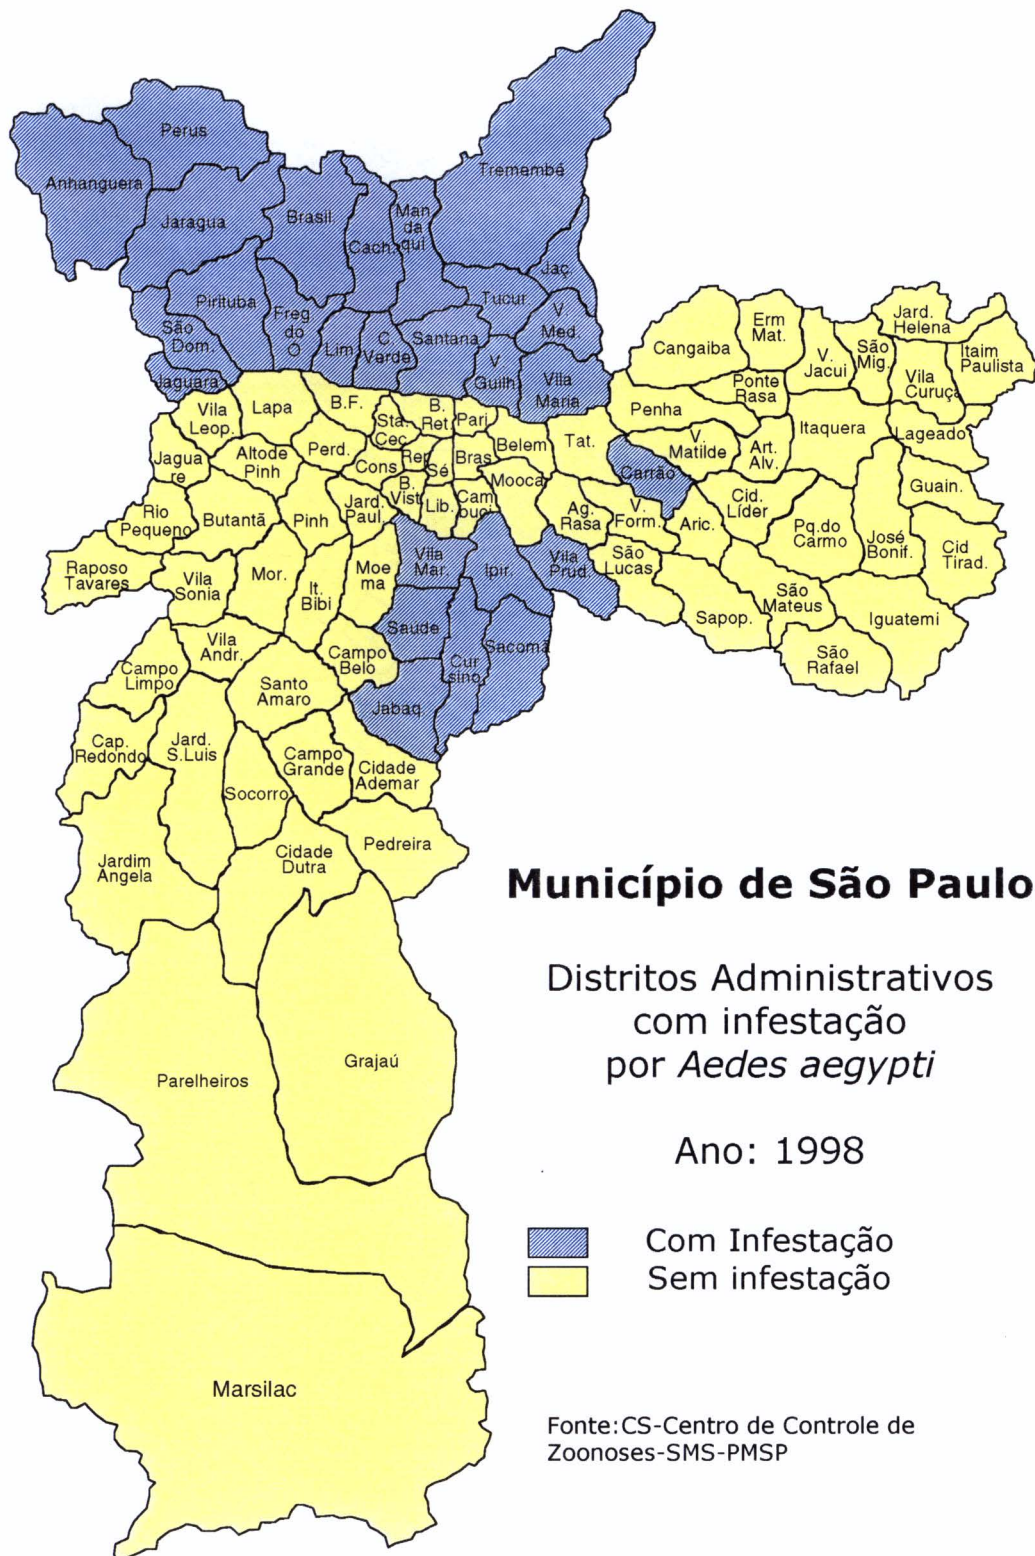 Perus
Tremembé
Anhanguera
Jaragua
Brasil.
Man
da
qui
Cach.
Jaç.
Pirituba
Freg
do
Ó
Tucur.
V.
Med.
São
Dom.
Lim.
C.
Verde
Santana
V.
Guilh.
Vila
Maria
Jaguara
Jard.
Helena
Erm
Mat.
Cangaiba
V.
Jacui
São
Mig.
Itaim
Paulista
Vila
Curuça
Ponte
Rasa
Penha
Itaquera
Lageado
Vila
Leop.
Lapa
B.F.
Sta.
Cec.
B.
Ret.
Pari
Belem
Tat.
V.
Matilde
Art.
Alv.
Jagua
re
Altode
Pinh
Perd.
Cons
Rep
Sé
Bras
Mooca
Carrão
Guain.
B.
Vist
Lib.
Cam
buci
Ag.
Rasa
V.
Form.
Aric.
Cid.
Líder
Pq.do
Carmo
José
Bonif.
Cid
Tirad.
Rio
Pequeno
Butantã
Pinh
Jard.
Paul
Raposo
Tavares
Vila
Sonia
Mor.
It.
Bibi
Moe
ma
Vila
Mar.
Ipir.
Vila
Prud.
São
Lucas
Sapop.
São
Mateus
Iguatemi
São
Rafael
Saude
Cur
sino
Sacomã
Jabaq
Campo
Limpo
Vila
Andr.
Campo
Belo
Santo
Amaro
Cap.
Redondo
Jard.
S.Luis
Socorro
Campo
Grande
Cidade
Ademar
Jardim
Angela
Cidade
Dutra
Pedreira
Município de São Paulo
Distritos Administrativos
com infestação
por Aedes aegypti
Grajaú
Parelheiros
Ano: 1998
Com Infestação
Sem infestação
Marsilac
Fonte:CS-Centro de Controle de
Zoonoses-SMS-PMSP